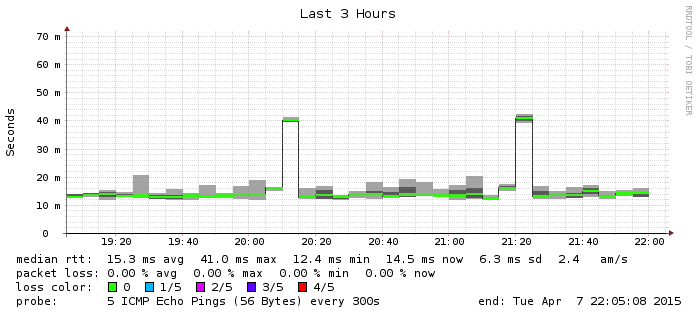 Last 3 Hours
RRDTOOL / TOBI OETIKER
Seconds
70 m
60 m
50 m
40 m
30 m
20 m
10 m
0
19:20 19:40 20:00 20:20 20:40 21:00 21:20 21:40 22:00
median rtt: 15.3 ms avg 41.0 ms max 12.4 ms min 14.5 ms now 6.3 ms sd 2.4 am/s
packet loss: 0.00 % avg 0.00 % max 0.00 % min 0.00 % now
loss color: 0 1/5 2/5 3/5 4/5
probe: 5 ICMP Echo Pings (56 Bytes) every 300s end: Tue Apr 7 22:05:08 2015